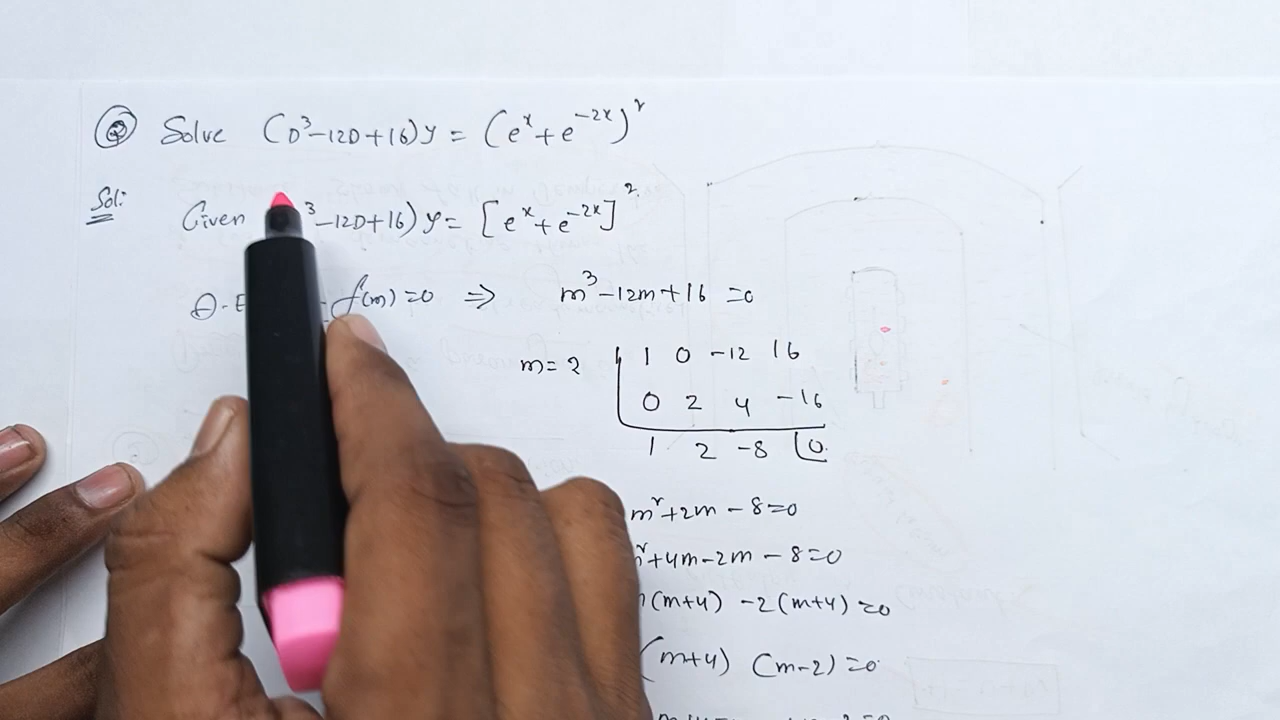 ② Solve (D³-12D+16)y = (eˣ+e⁻²ˣ)²
Sol:
Given ³-12D+16)y = [eˣ+e⁻²ˣ]²
A.E f(m)=0 ⇒ m³-12m+16=0
m=2 | 1 0 -12 16
0 2 4 -16
1 2 -8 |0
m²+2m-8=0
²+4m-2m-8=0
(m+4) -2(m+4)=0
(m+4) (m-2)=0